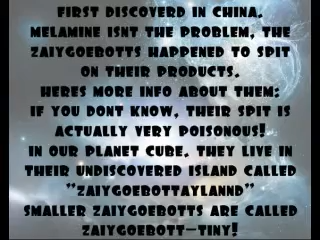 FIRST DISCOVERD IN CHINA.
MELAMINE ISNT THE PROBLEM, THE
ZAIYGOEBOTTS HAPPENED TO SPIT
ON THEIR PRODUCTS.
HERES MORE INFO ABOUT THEM:
IF YOU DONT KNOW, THEIR SPIT IS
ACTUALLY VERY POISONOUS!
IN OUR PLANET CUBE, THEY LIVE IN
THEIR UNDISCOVERED ISLAND CALLED
"ZAIYGOEBOTTAYLANND"
SMALLER ZAIYGOEBOTTS ARE CALLED
ZAIYGOEBOTT-TINY!